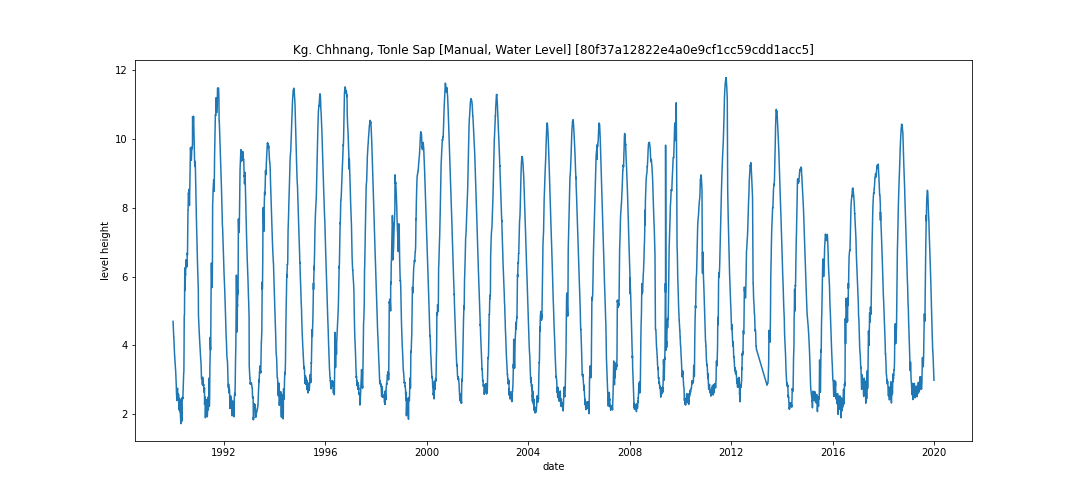 Kg. Chhnang, Tonle Sap [Manual, Water Level] [80f37a12822e4a0e9cf1cc59cdd1acc5]
12
10
8
6
4
2
level height
1992 1996 2000 2004 2008 2012 2016 2020
date